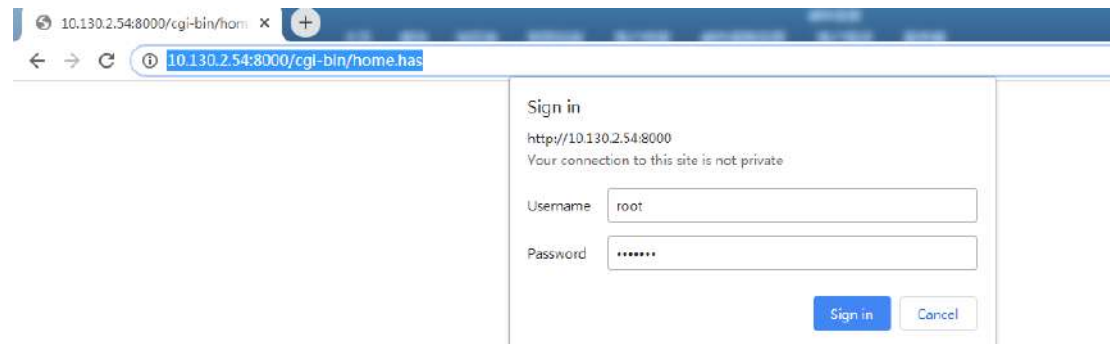 10.130.2.54:8000/cgi-bin/hom
10.130.2.54:8000/cgi-bin/home.has
Sign in
http://10.130.2.54:8000
Your connection to this site is not private
Username root
Password •••••••
Sign in Cancel